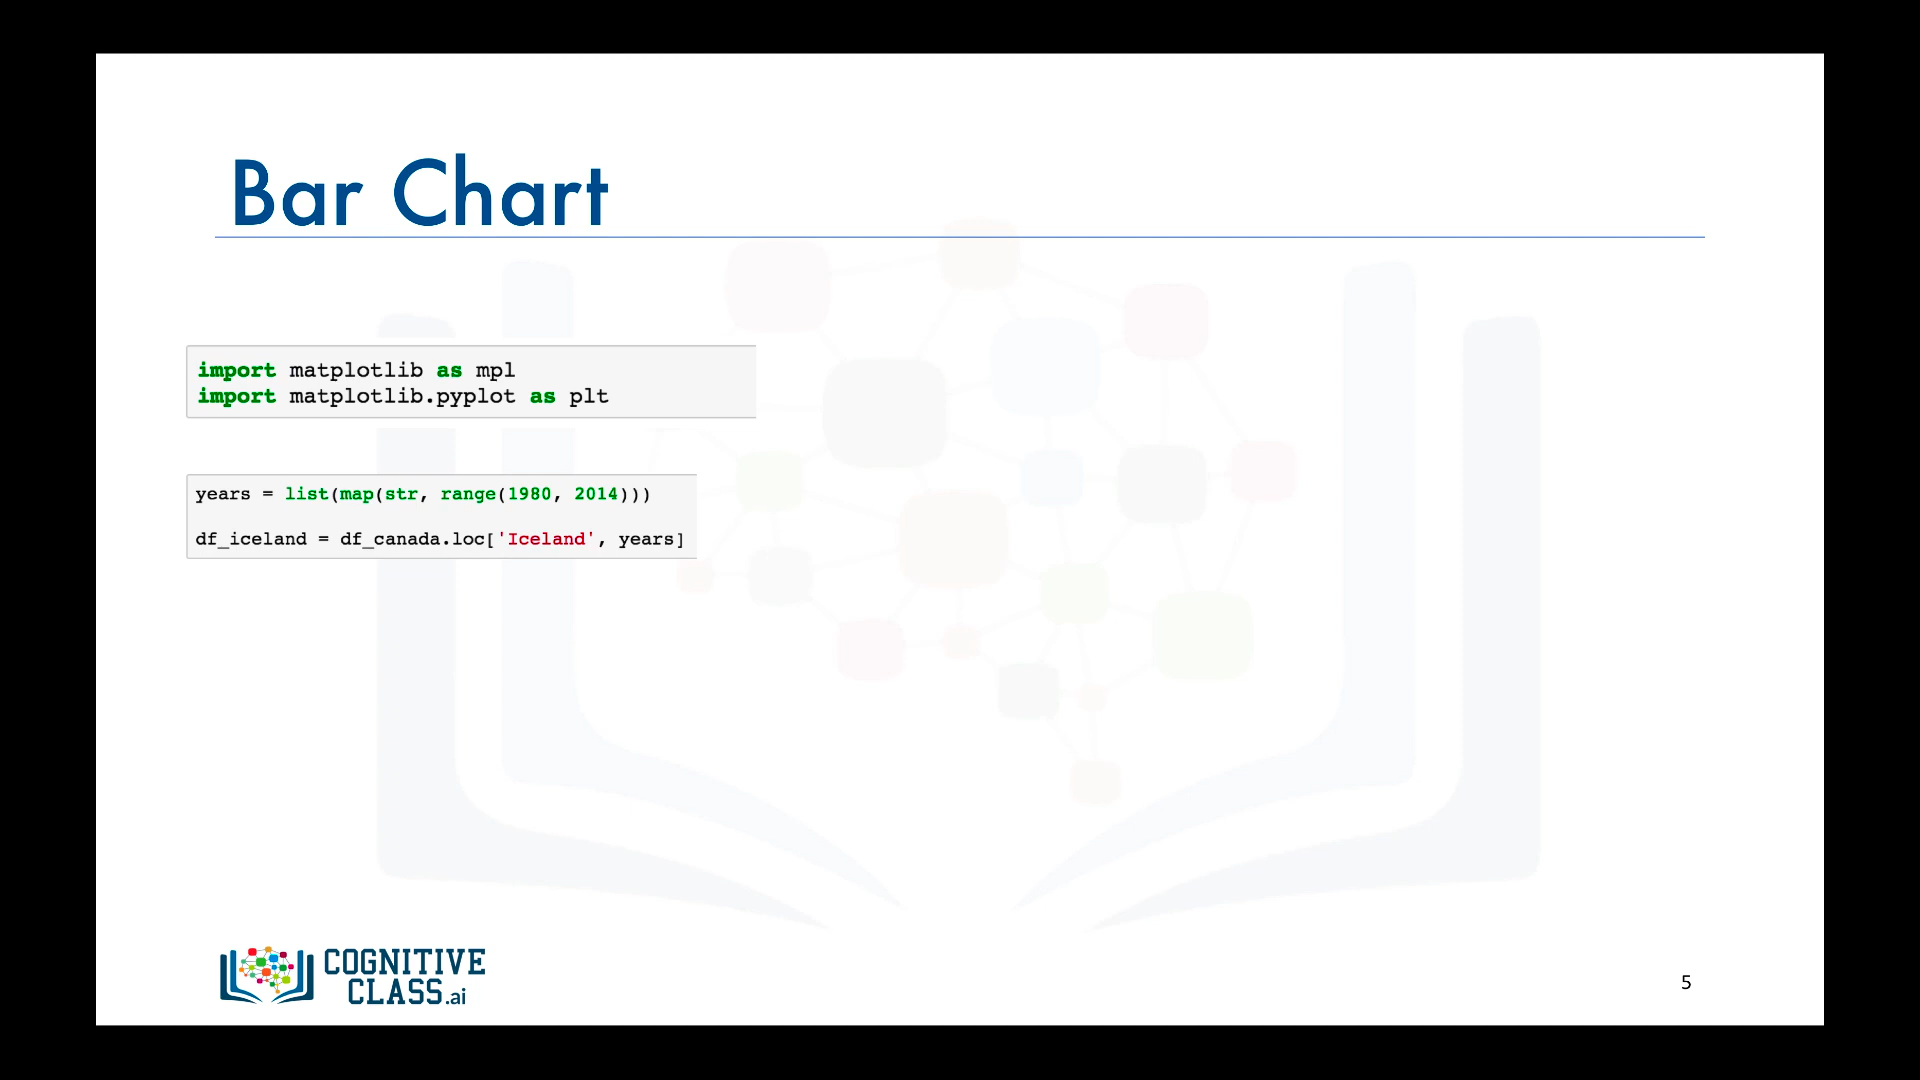 Bar Chart
import matplotlib as mpl
import matplotlib.pyplot as plt
years = list(map(str, range(1980, 2014)))
df_iceland = df_canada.loc['Iceland', years]
COGNITIVE
CLASS.ai
5